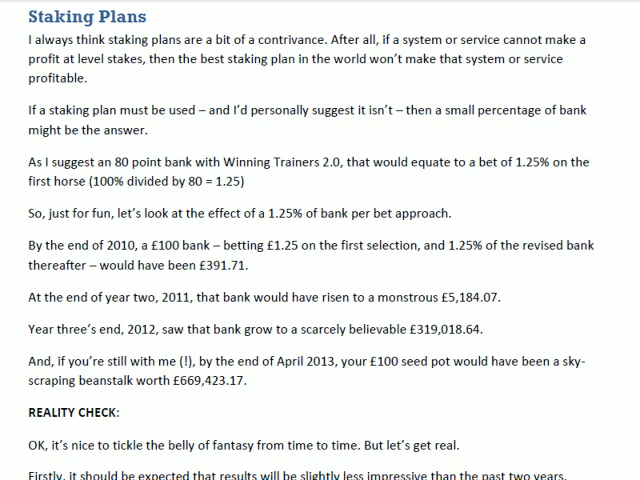 Staking Plans
I always think staking plans are a bit of a contrivance. After all, if a system or service cannot make a
profit at level stakes, then the best staking plan in the world won't make that system or service
profitable.
If a staking plan must be used – and I'd personally suggest it isn't – then a small percentage of bank
might be the answer.
As I suggest an 80 point bank with Winning Trainers 2.0, that would equate to a bet of 1.25% on the
first horse (100% divided by 80 = 1.25)
So, just for fun, let's look at the effect of a 1.25% of bank per bet approach.
By the end of 2010, a £100 bank – betting £1.25 on the first selection, and 1.25% of the revised bank
thereafter – would have been £391.71.
At the end of year two, 2011, that bank would have risen to a monstrous £5,184.07.
Year three's end, 2012, saw that bank grow to a scarcely believable £319,018.64.
And, if you're still with me (!), by the end of April 2013, your £100 seed pot would have been a sky-
scraping beanstalk worth £669,423.17.
REALITY CHECK:
OK, it's nice to tickle the belly of fantasy from time to time. But let's get real.
Firstly, it should be expected that results will be slightly less impressive than the past two years.